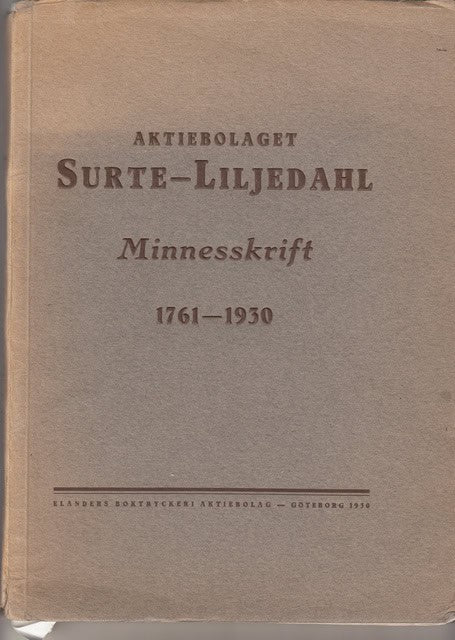 AKTIEBOLAGET
SURTE–LILJEDAHL
Minnesskrift
1761—1930
ELANDERS BOKTRYCKERI AKTIEBOLAG — GÖTEBORG 1930